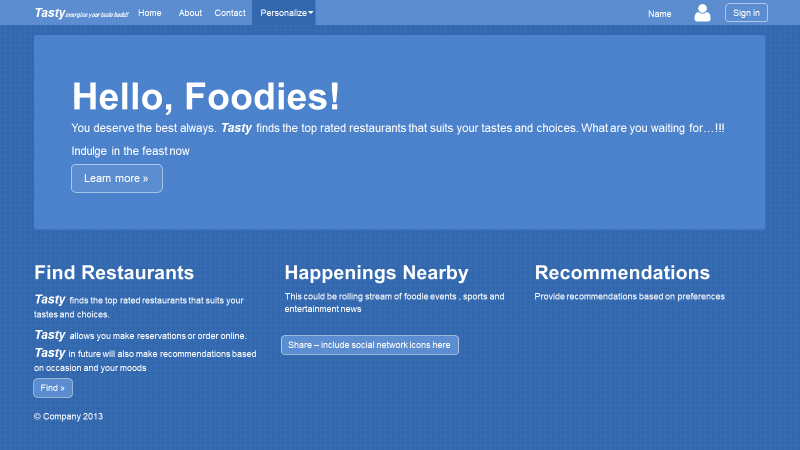 Tasty energise your taste buds!! Home About Contact Personalize Name Sign in
Hello, Foodies!
You deserve the best always. Tasty finds the top rated restaurants that suits your tastes and choices. What are you waiting for…!!!
Indulge in the feast now
Learn more »
Find Restaurants
Tasty finds the top rated restaurants that suits your
tastes and choices.
Tasty allows you make reservations or order online.
Tasty in future will also make recommendations based
on occasion and your moods
Find »
Happenings Nearby
This could be rolling stream of foodie events , sports and
entertainment news
Share – include social network icons here
Recommendations
Provide recommendations based on preferences
© Company 2013